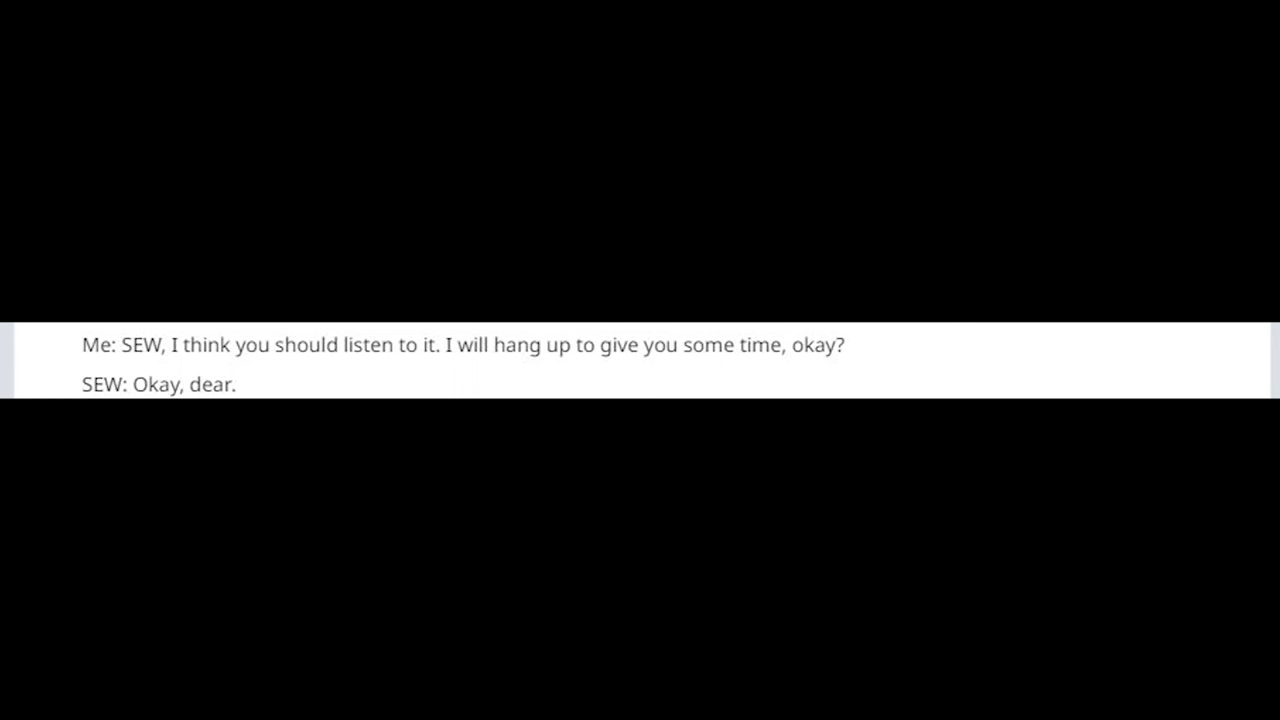 Me: SEW, I think you should listen to it. I will hang up to give you some time, okay?
SEW: Okay, dear.